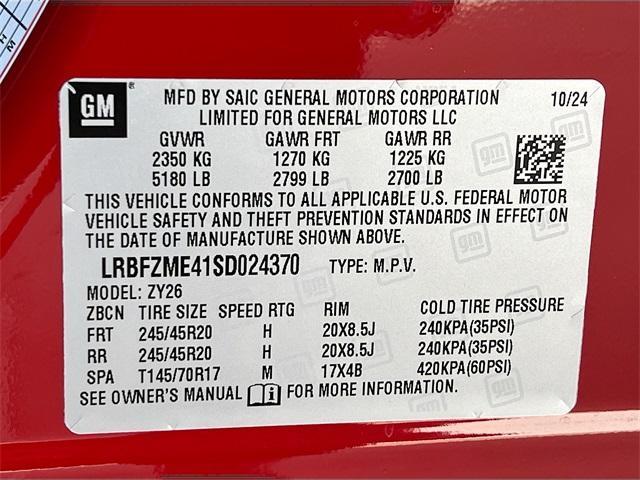 GM
MFD BY SAIC GENERAL MOTORS CORPORATION 10/24
LIMITED FOR GENERAL MOTORS LLC
GVWR GAWR FRT GAWR RR
2350 KG 1270 KG 1225 KG
5180 LB 2799 LB 2700 LB
THIS VEHICLE CONFORMS TO ALL APPLICABLE U.S. FEDERAL MOTOR
VEHICLE SAFETY AND THEFT PREVENTION STANDARDS IN EFFECT ON
THE DATE OF MANUFACTURE SHOWN ABOVE.
LRBFZME41SD024370 TYPE: M.P.V.
MODEL: ZY26
ZBCN TIRE SIZE SPEED RTG RIM COLD TIRE PRESSURE
FRT 245/45R20 H 20X8.5J 240KPA(35PSI)
RR 245/45R20 H 20X8.5J 240KPA(35PSI)
SPA T145/70R17 M 17X4B 420KPA(60PSI)
SEE OWNER'S MANUAL i FOR MORE INFORMATION.